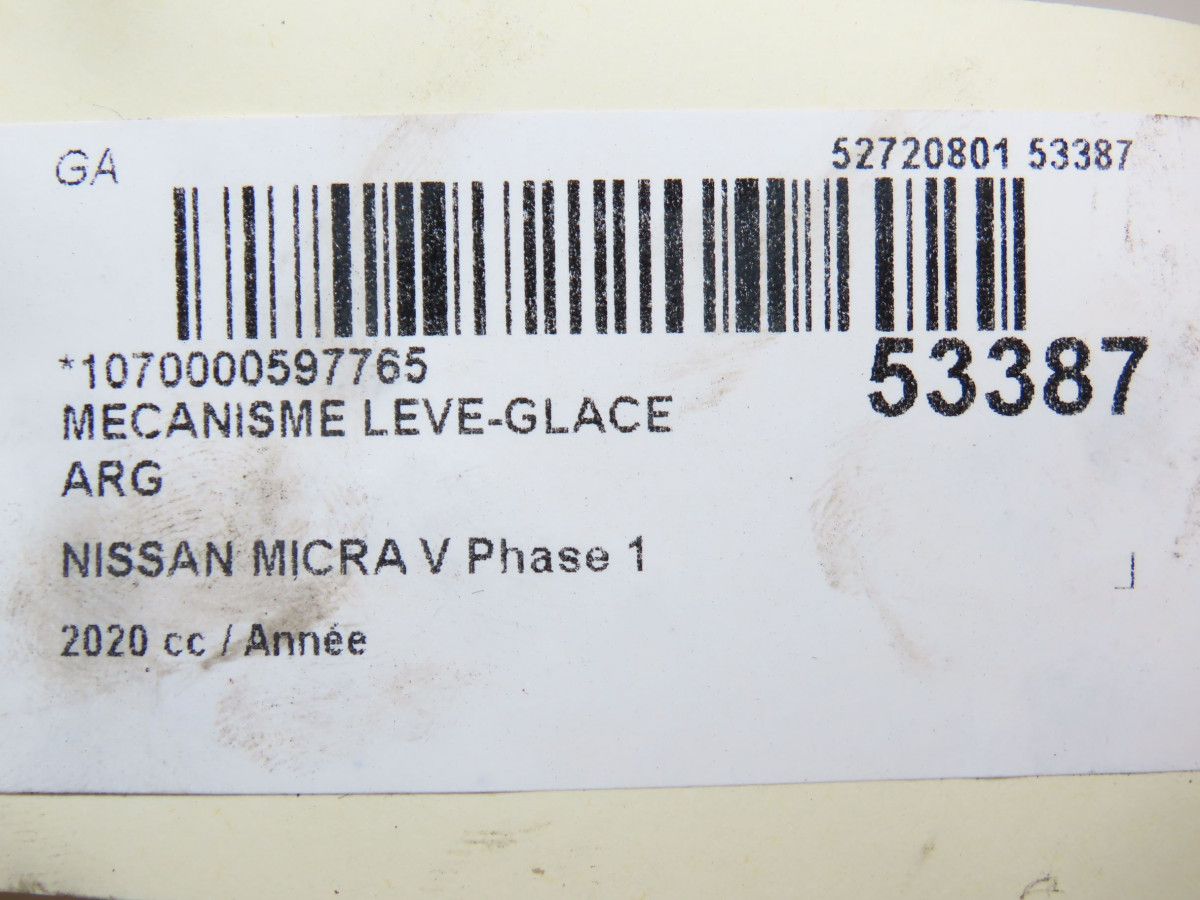 GA
52720801 53387
*1070000597765
53387
MECANISME LEVE-GLACE
ARG
NISSAN MICRA V Phase 1
2020 cc / Année